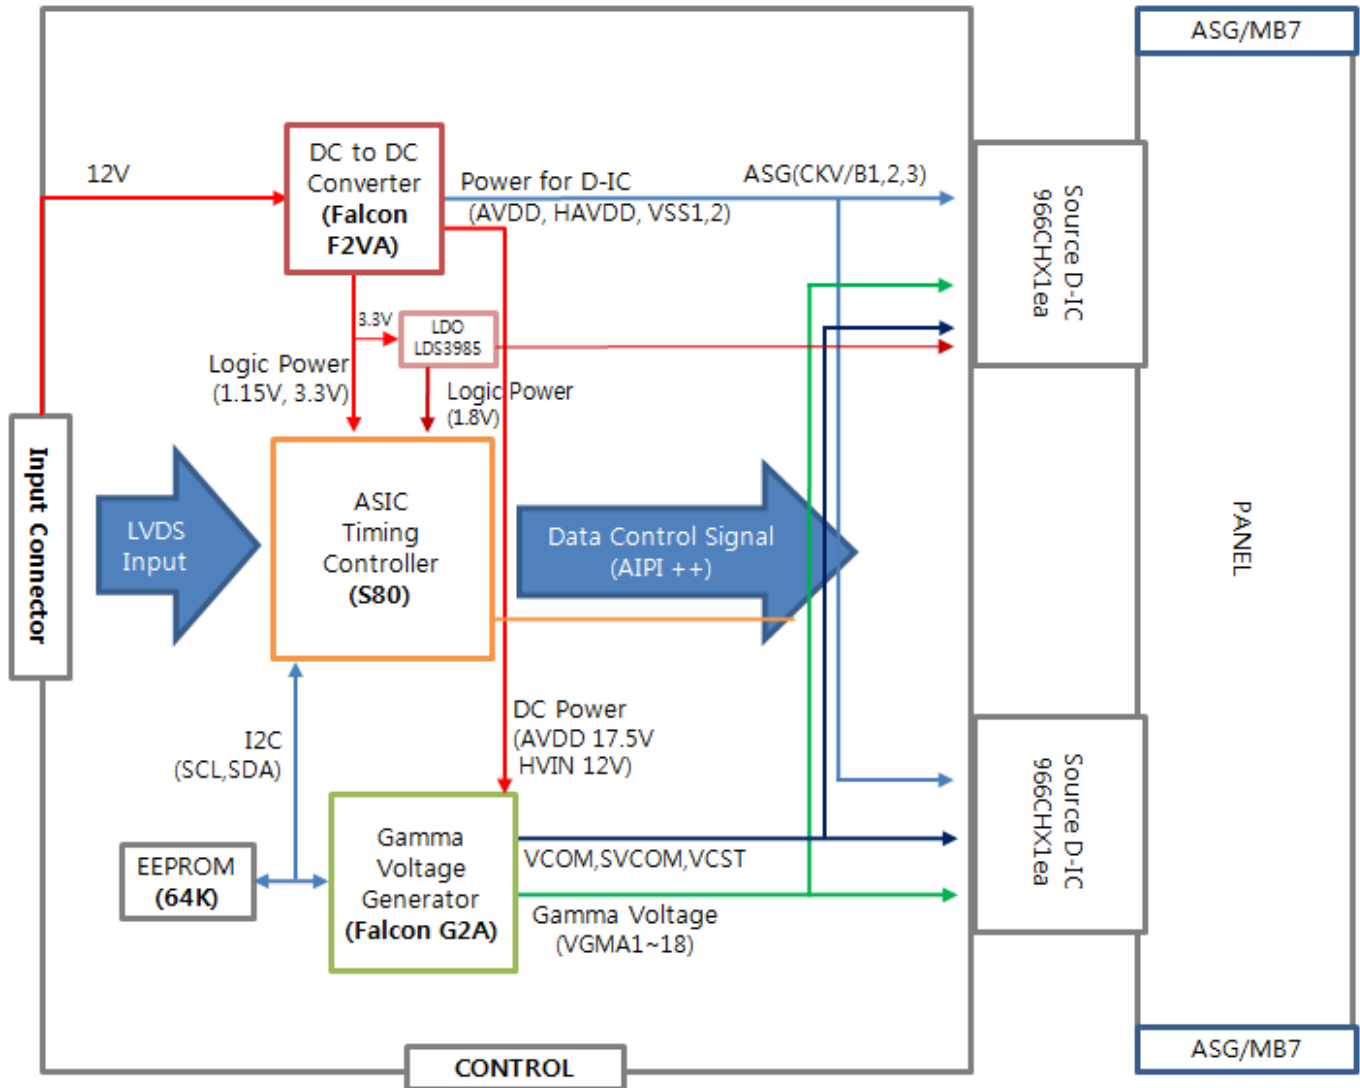 ASG/MB7
DC to DC
Converter
(Falcon
F2VA)
12V
Power for D-IC
(AVDD, HAVDD, VSS1,2)
ASG(CKV/B1,2,3)
Source D-IC
966CHX1ea
3.3V
LDO
LDS3985
Logic Power
(1.15V, 3.3V)
Logic Power
(1.8V)
Input Connector
LVDS
Input
ASIC
Timing
Controller
(S80)
Data Control Signal
(AIPI ++)
PANEL
I2C
(SCL,SDA)
DC Power
(AVDD 17.5V
HVIN 12V)
Source D-IC
966CHX1ea
EEPROM
(64K)
Gamma
Voltage
Generator
(Falcon G2A)
VCOM,SVCOM,VCST
Gamma Voltage
(VGMA1~18)
ASG/MB7
CONTROL